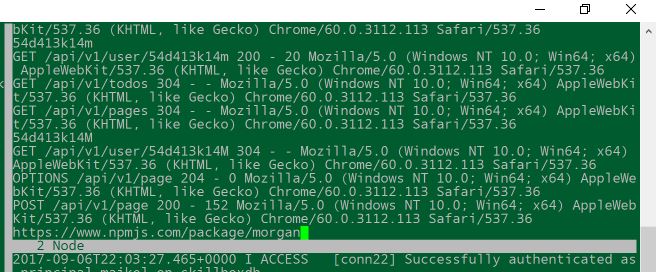 bKit/537.36 (KHTML, like Gecko) Chrome/60.0.3112.113 Safari/537.36
54d413k14m
GET /api/v1/user/54d413k14m 200 - 20 Mozilla/5.0 (Windows NT 10.0; Win64; x64)
AppleWebKit/537.36 (KHTML, like Gecko) Chrome/60.0.3112.113 Safari/537.36
GET /api/v1/todos 304 - - Mozilla/5.0 (Windows NT 10.0; Win64; x64) AppleWebKi
t/537.36 (KHTML, like Gecko) Chrome/60.0.3112.113 Safari/537.36
GET /api/v1/pages 304 - - Mozilla/5.0 (Windows NT 10.0; Win64; x64) AppleWebKi
t/537.36 (KHTML, like Gecko) Chrome/60.0.3112.113 Safari/537.36
54d413k14M
GET /api/v1/user/54d413k14M 304 - - Mozilla/5.0 (Windows NT 10.0; Win64; x64)
AppleWebKit/537.36 (KHTML, like Gecko) Chrome/60.0.3112.113 Safari/537.36
OPTIONS /api/v1/page 204 - 0 Mozilla/5.0 (Windows NT 10.0; Win64; x64) AppleWe
bKit/537.36 (KHTML, like Gecko) Chrome/60.0.3112.113 Safari/537.36
POST /api/v1/page 200 - 152 Mozilla/5.0 (Windows NT 10.0; Win64; x64) AppleWeb
Kit/537.36 (KHTML, like Gecko) Chrome/60.0.3112.113 Safari/537.36
https://www.npmjs.com/package/morgan
2 Node
2017-09-06T22:03:27.465+0000 I ACCESS [conn22] Successfully authenticated as
principal maikel on skillboxdb